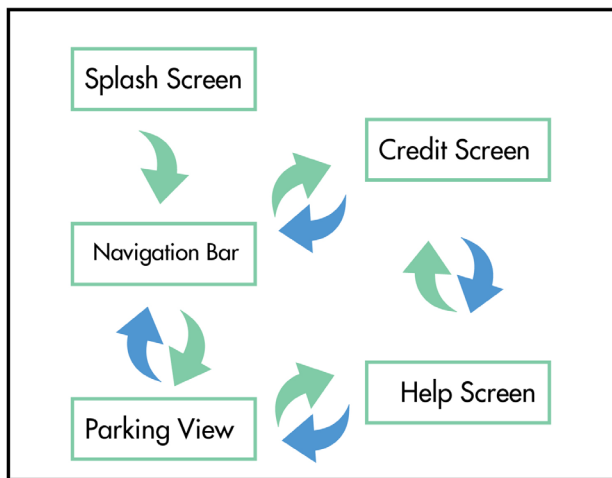 Splash Screen
Credit Screen
Navigation Bar
Help Screen
Parking View